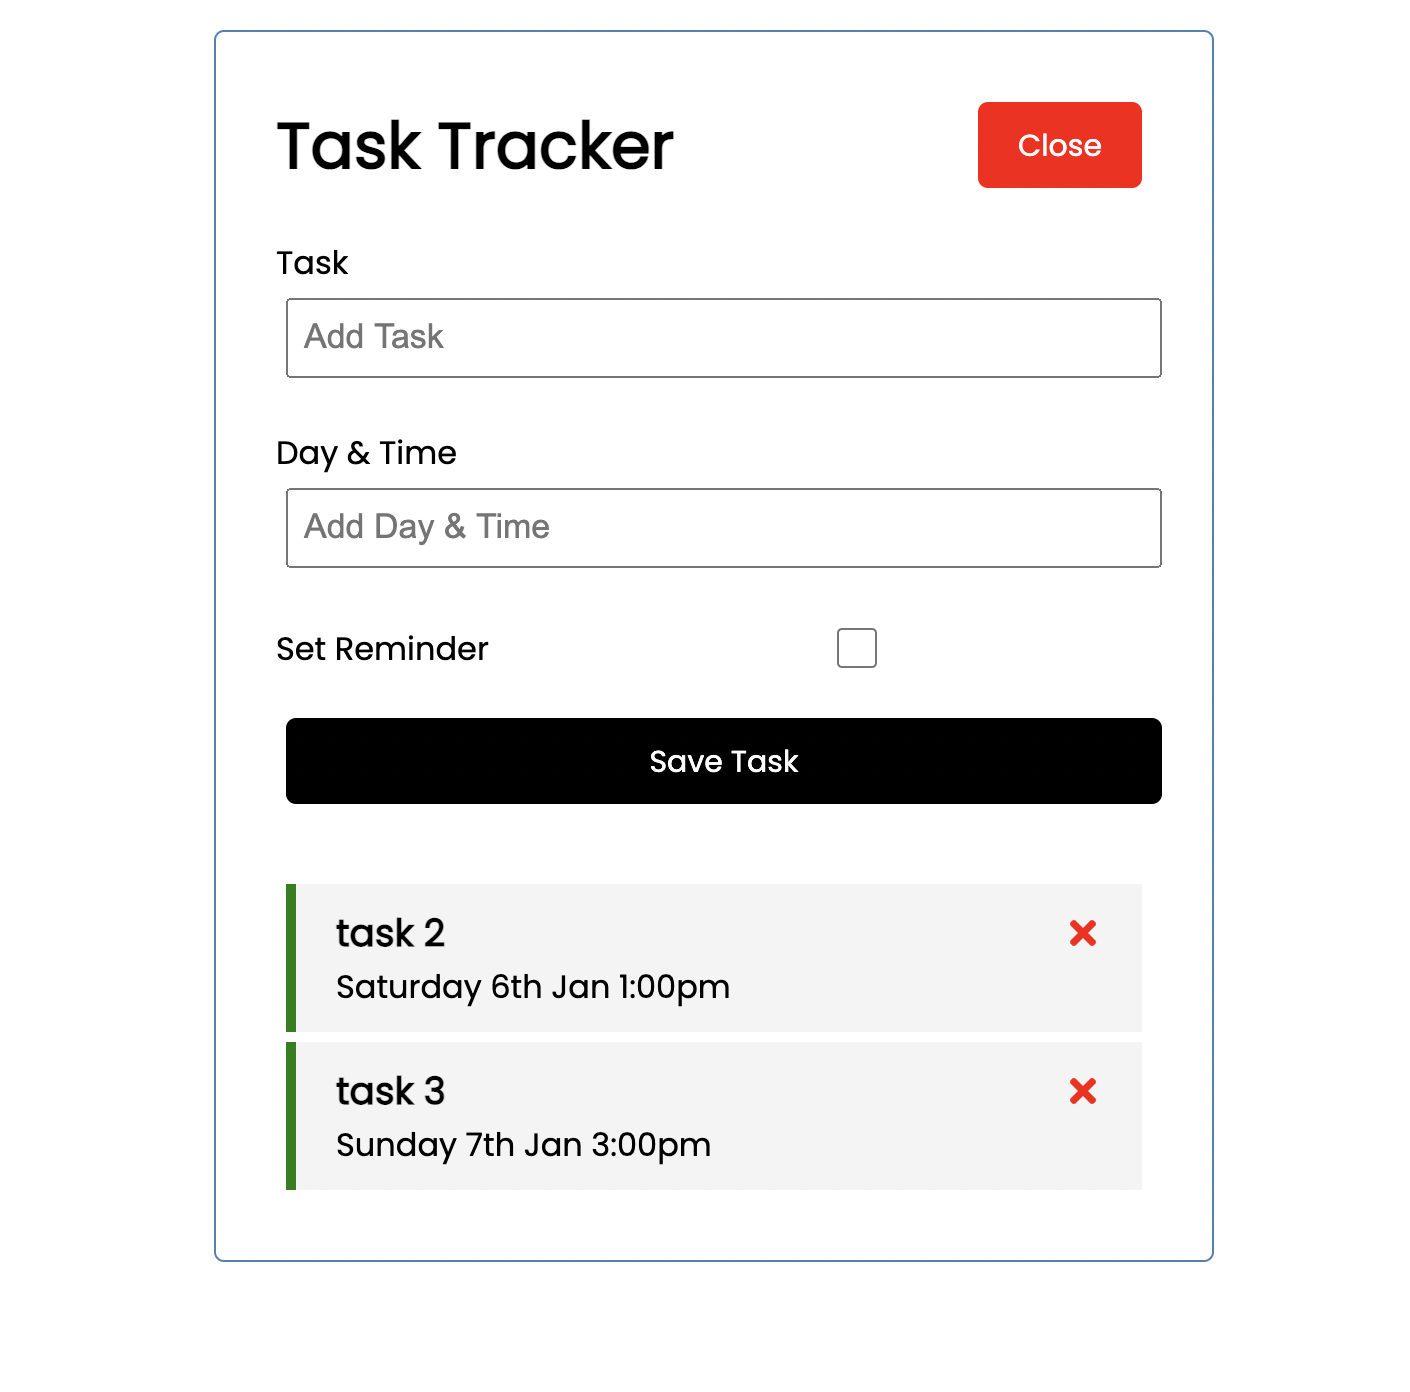 Task Tracker
Close
Task
Add Task
Day & Time
Add Day & Time
Set Reminder
Save Task
task 2
Saturday 6th Jan 1:00pm
task 3
Sunday 7th Jan 3:00pm